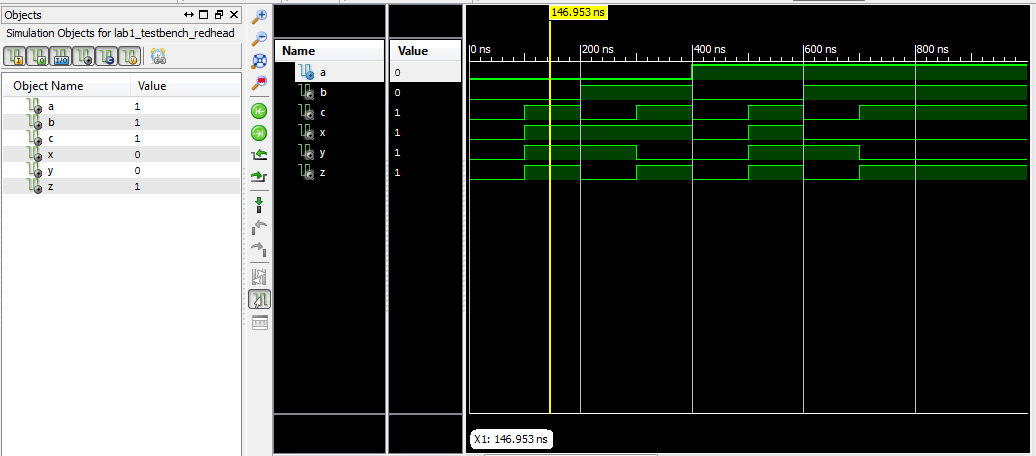 Objects
Simulation Objects for lab1_testbench_redhead
Object Name Value
a 1
b 1
c 1
x 0
y 0
z 1
146.953 ns
Name Value
0 ns 200 ns 400 ns 600 ns 800 ns
a 0
b 0
c 1
x 1
y 1
z 1
X1: 146.953 ns